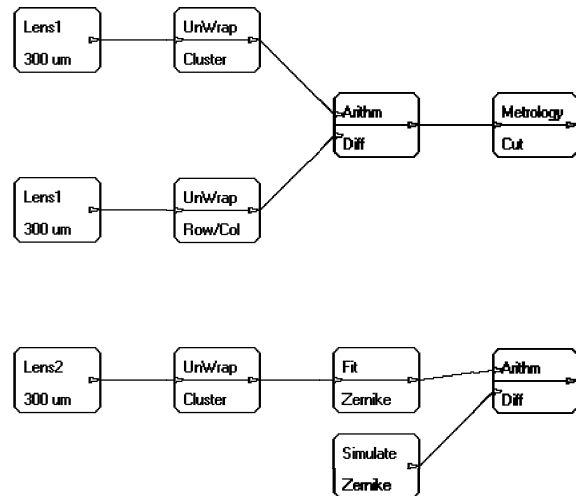 Lens1
300 um
UnWrap
Cluster
Arithm
Diff
Metrology
Cut
Lens1
300 um
UnWrap
Row/Col
Lens2
300 um
UnWrap
Cluster
Fit
Zernike
Arithm
Diff
Simulate
Zernike